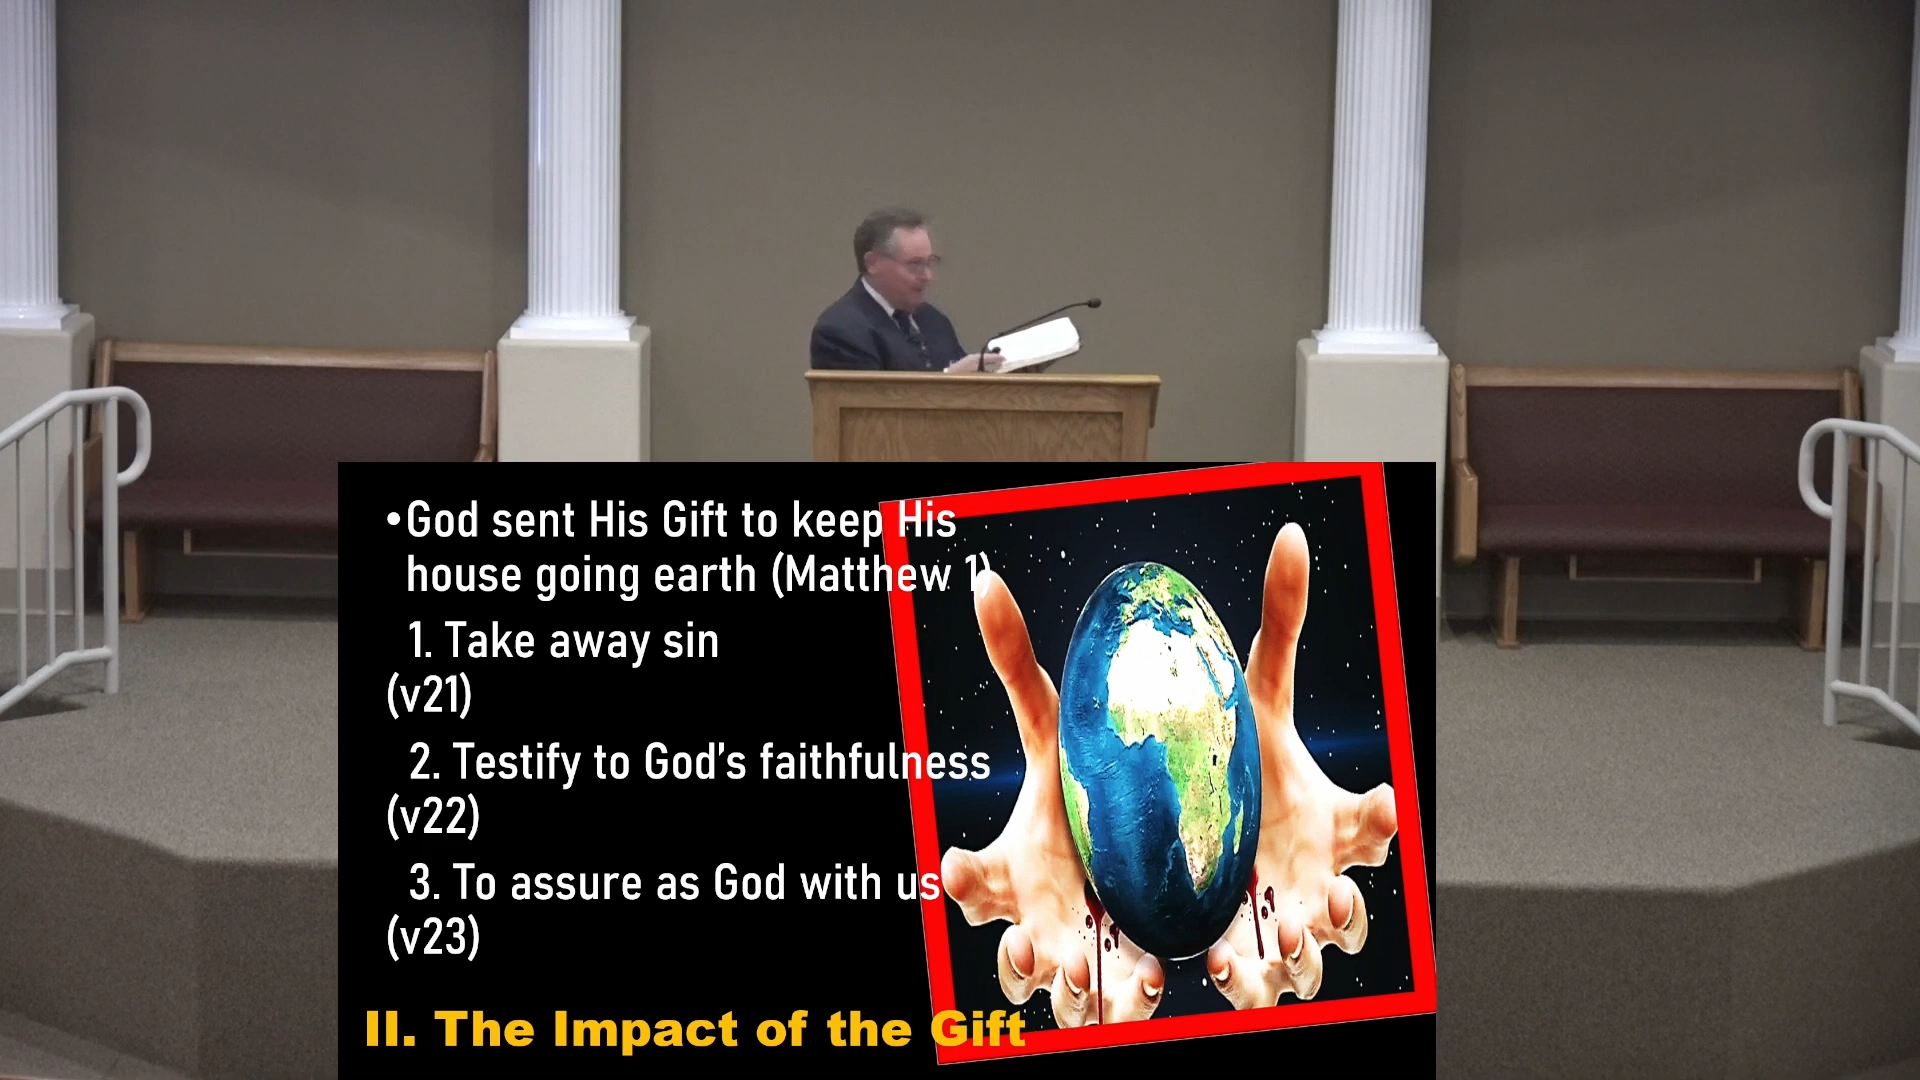 •God sent His Gift to keep His
house going earth (Matthew 1)
1. Take away sin
(v21)
2. Testify to God's faithfulness
(v22)
3. To assure as God with us
(v23)
II. The Impact of the Gift